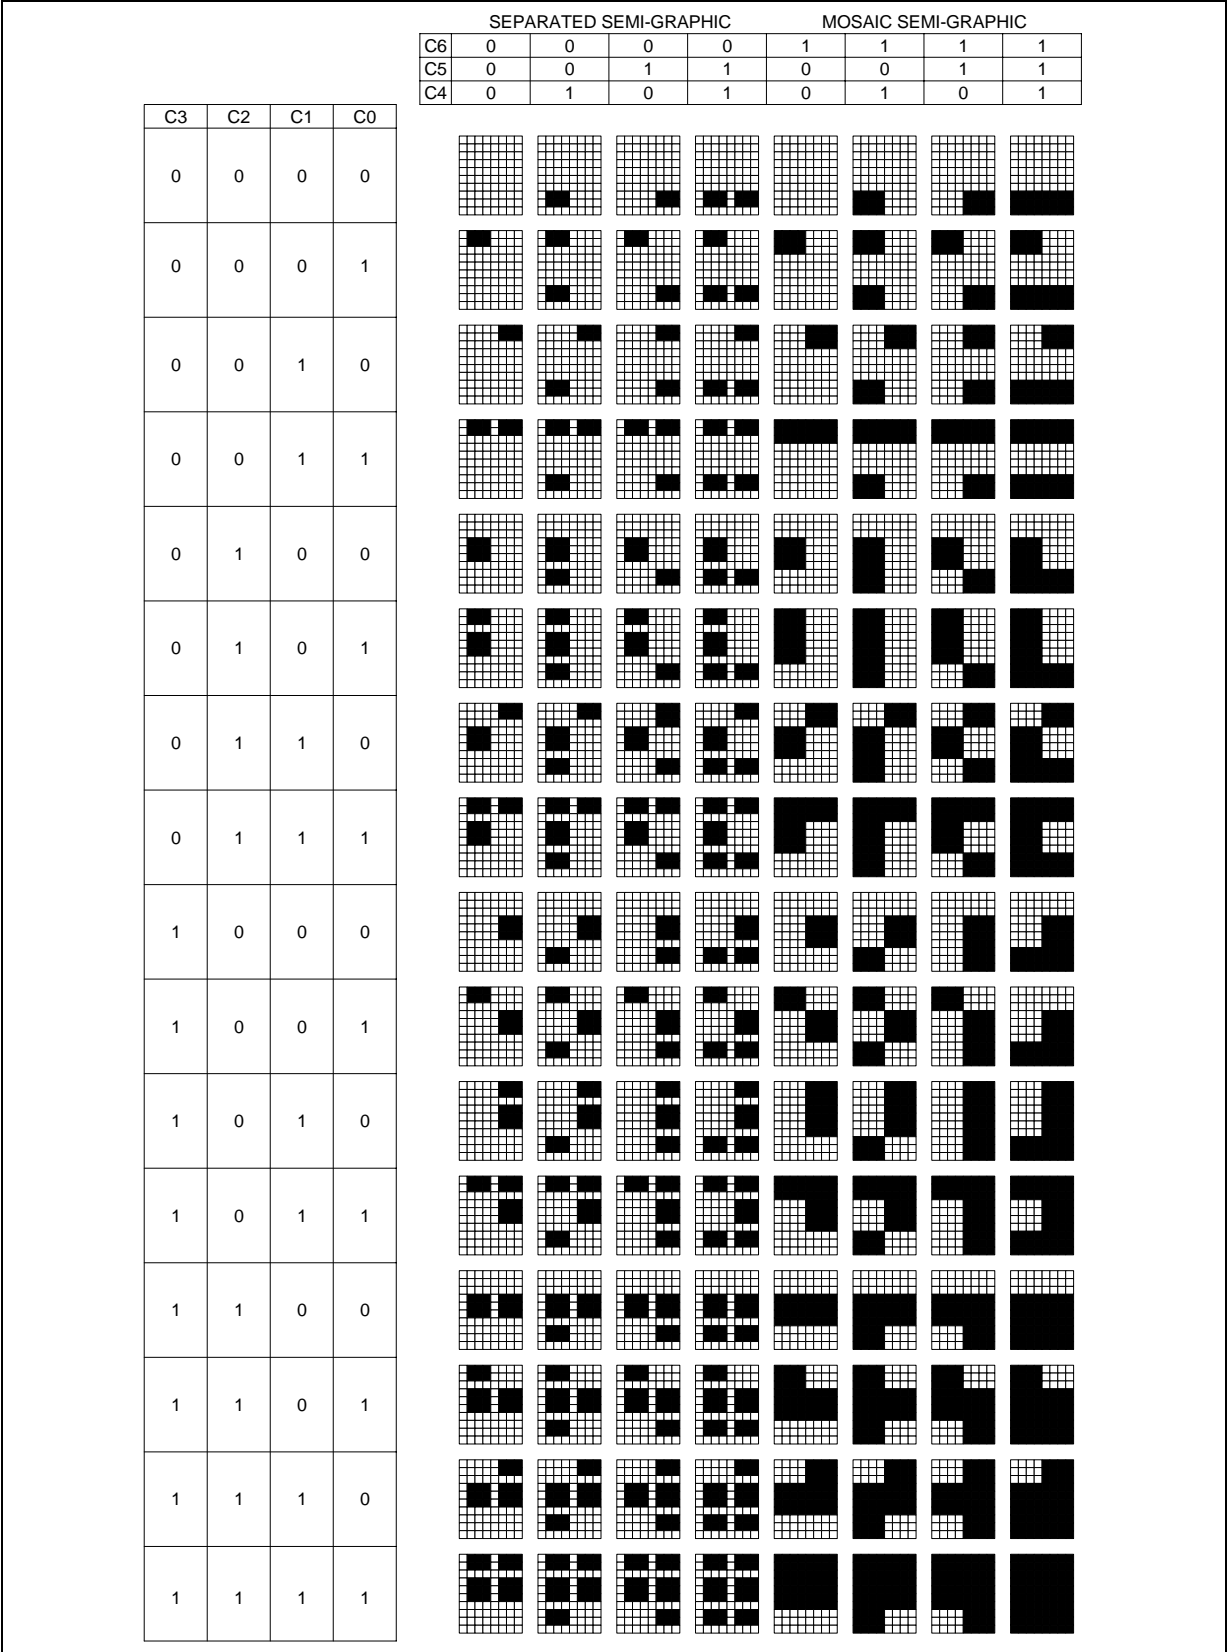 SEPARATED SEMI-GRAPHIC MOSAIC SEMI-GRAPHIC
C6 0 0 0 0 1 1 1 1
C5 0 0 1 1 0 0 1 1
C4 0 1 0 1 0 1 0 1
C3 C2 C1 C0
0 0 0 0
0 0 0 1
0 0 1 0
0 0 1 1
0 1 0 0
0 1 0 1
0 1 1 0
0 1 1 1
1 0 0 0
1 0 0 1
1 0 1 0
1 0 1 1
1 1 0 0
1 1 0 1
1 1 1 0
1 1 1 1